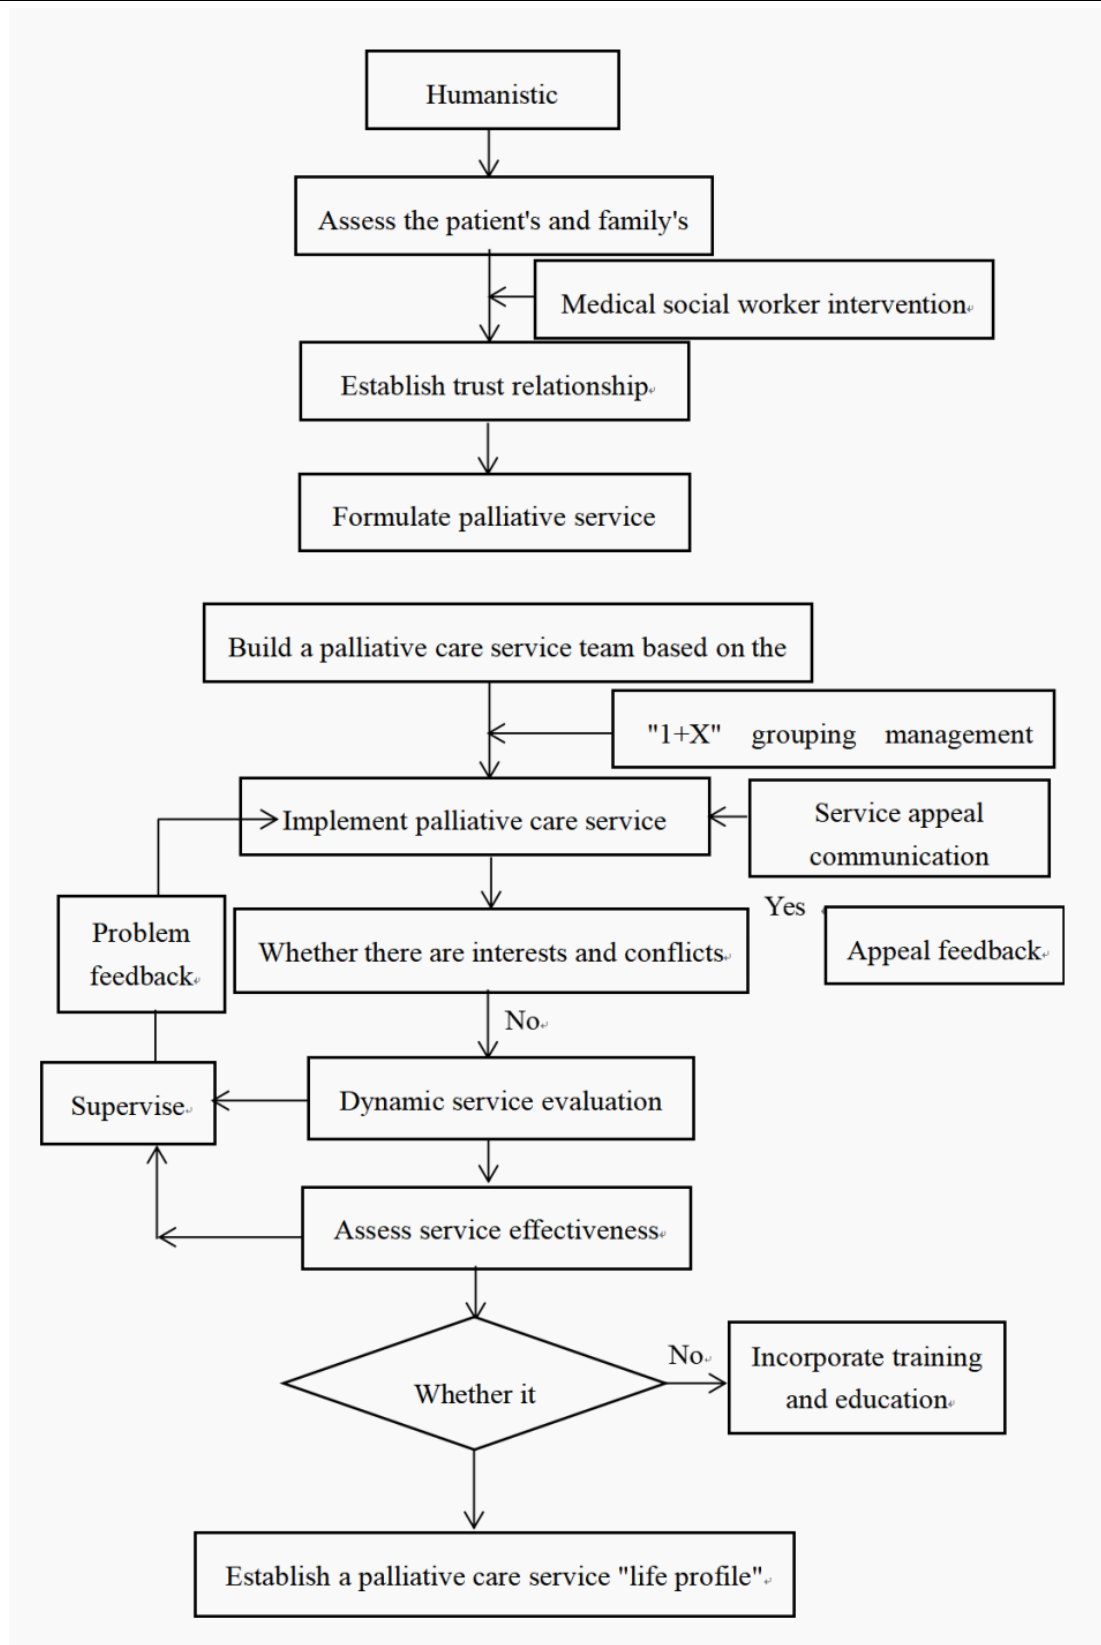 Humanistic
Assess the patient's and family's
Medical social worker intervention
Establish trust relationship
Formulate palliative service
Build a palliative care service team based on the
"1+X" grouping management
Implement palliative care service
Service appeal
communication
Problem
feedback
Whether there are interests and conflicts
Yes
Appeal feedback
No
Supervise
Dynamic service evaluation
Assess service effectiveness
Whether it
No
Incorporate training
and education
Establish a palliative care service "life profile"